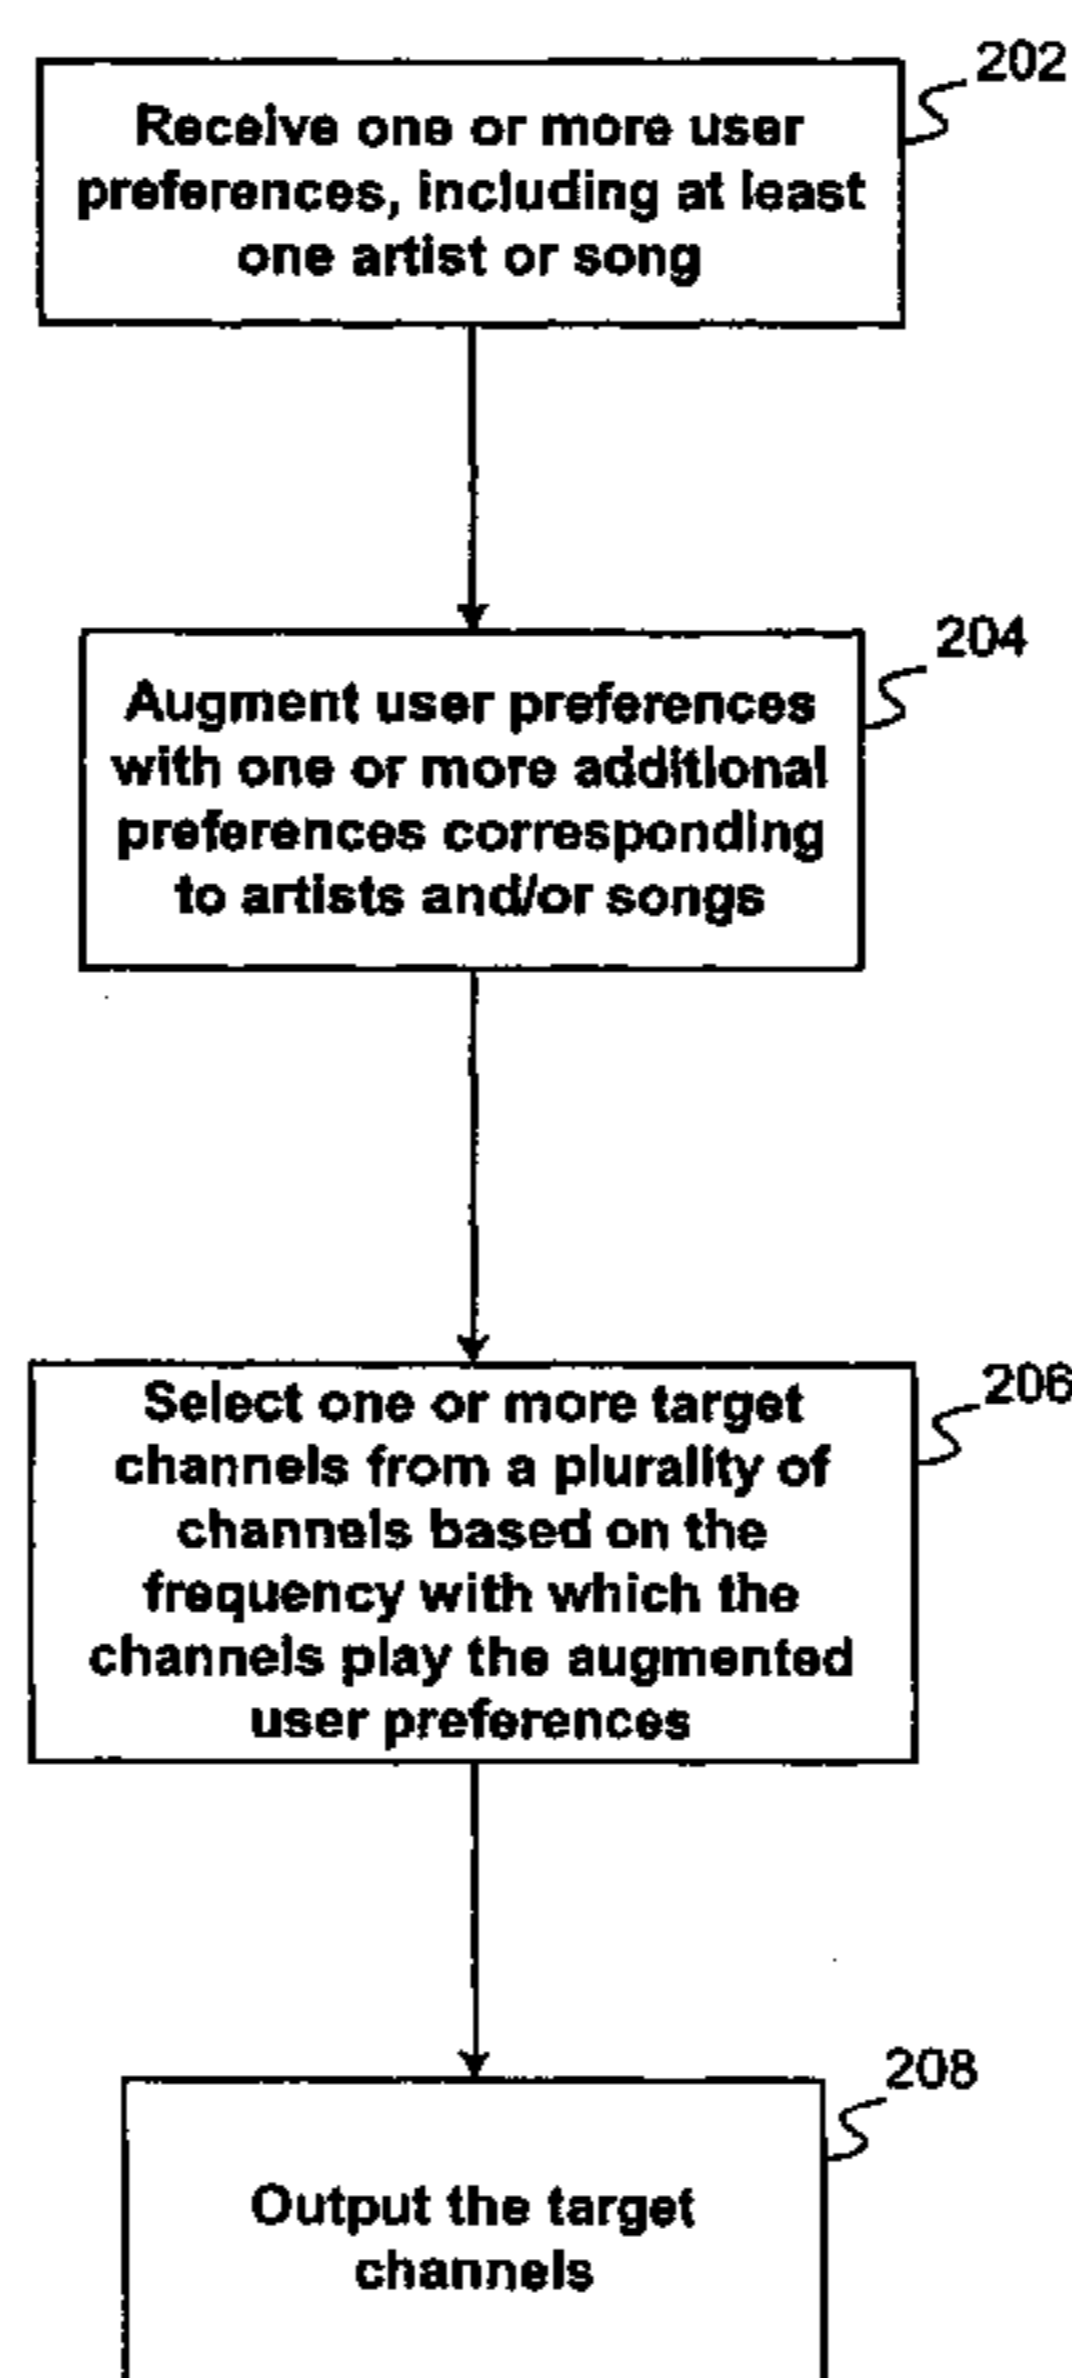 202
Receive one or more user
preferences, including at least
one artist or song
204
Augment user preferences
with one or more additional
preferences corresponding
to artists and/or songs
206
Select one or more target
channels from a plurality of
channels based on the
frequency with which the
channels play the augmented
user preferences
208
Output the target
channels